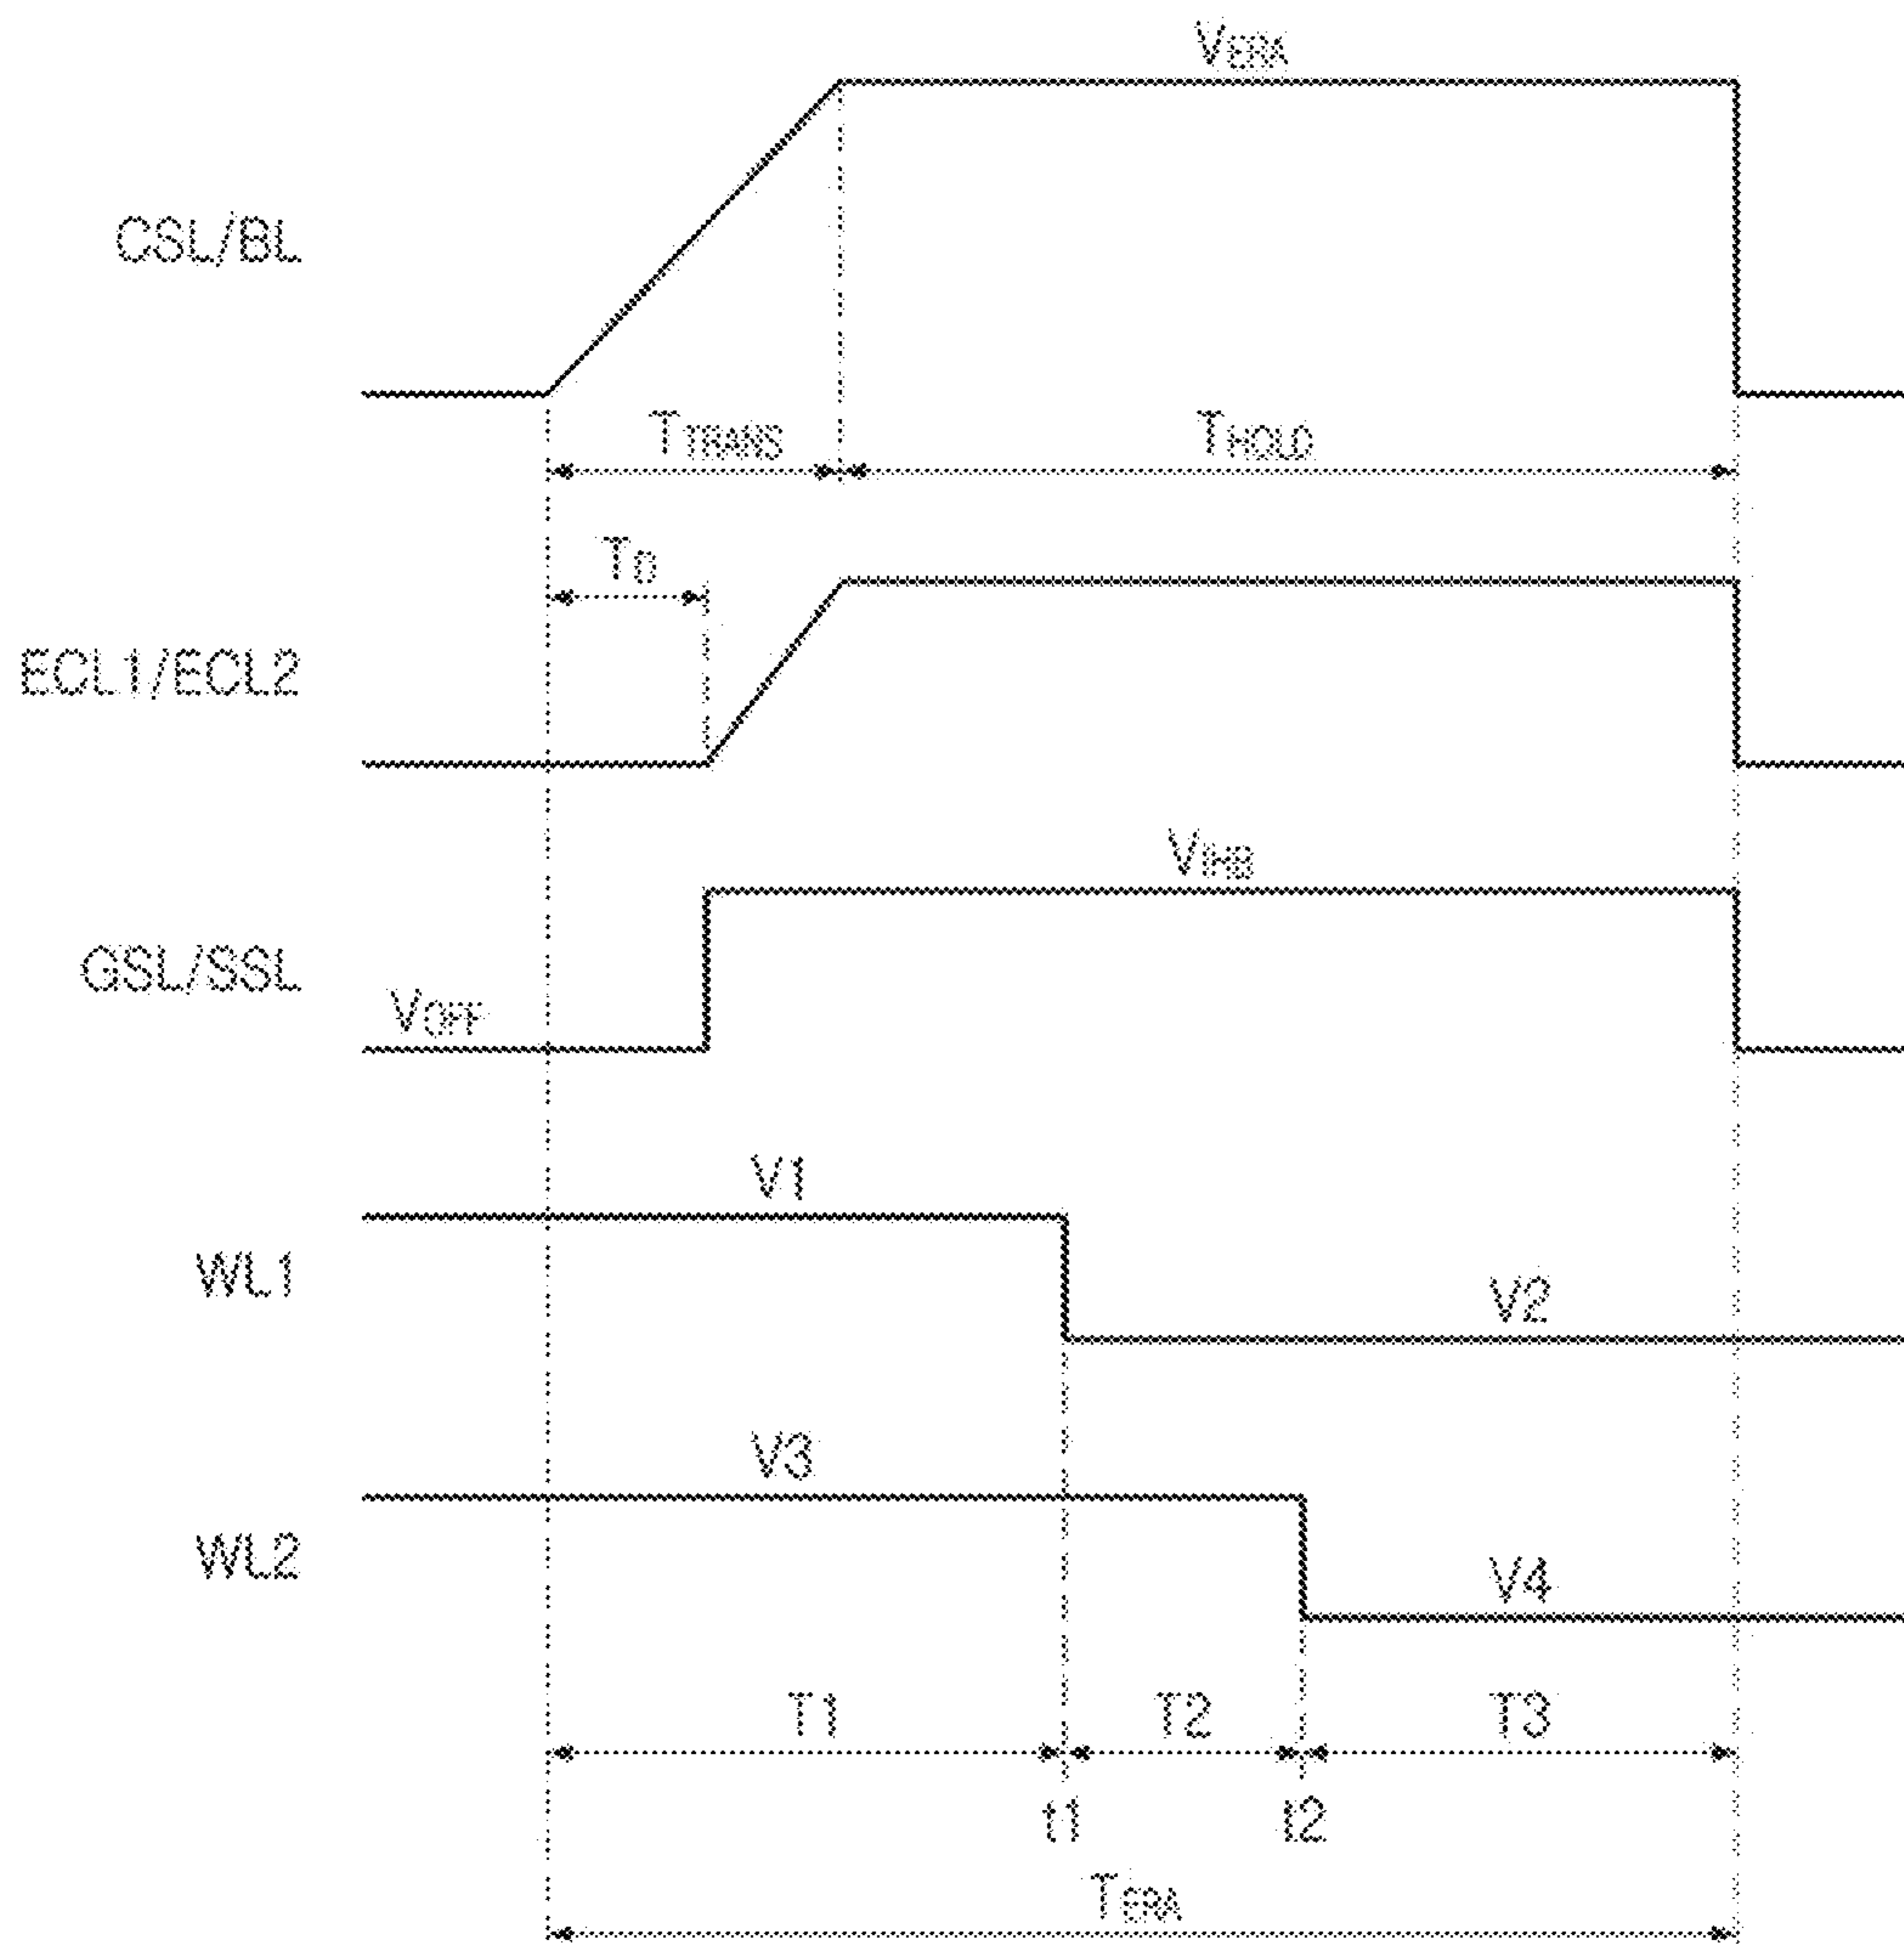 VERA
CSL/BL
TTRANS THOLD
TD
ECL1/ECL2
VIHB
GSL/SSL
VOFF
V1
WL1
V2
V3
WL2
V4
T1 T2 T3
t1 t2
TERA